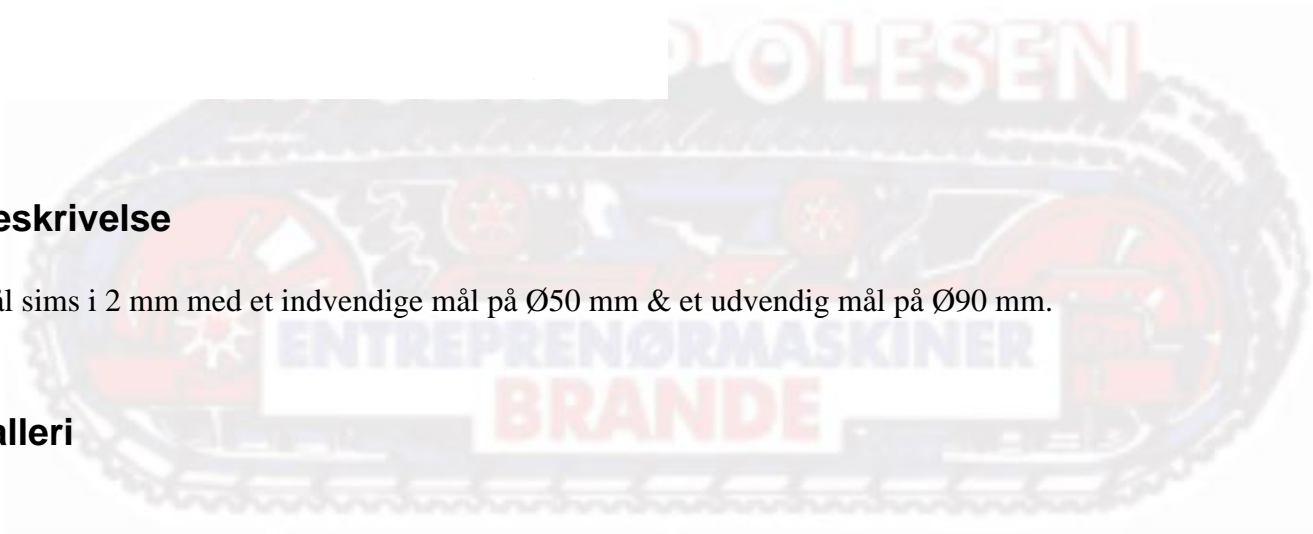 OLESEN
eskrivelse
ål sims i 2 mm med et indvendige mål på Ø50 mm & et udvendig mål på Ø90 mm.
ENTREPRENØRMASKINER
BRANDE
alleri